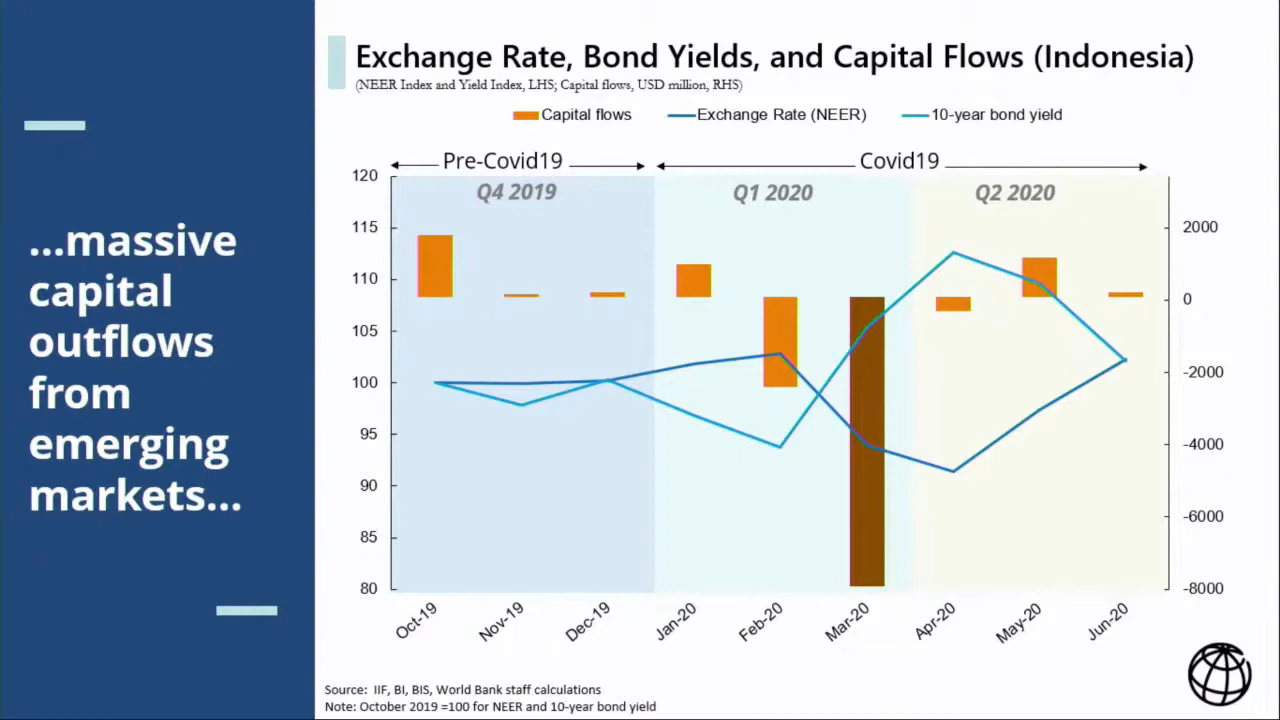 ...massive
capital
outflows
from
emerging
markets...
Exchange Rate, Bond Yields, and Capital Flows (Indonesia)
(NEER Index and Yield Index, LHS; Capital flows, USD million, RHS)
Capital flows
Exchange Rate (NEER)
10-year bond yield
Pre-Covid19
Covid19
Q4 2019
Q1 2020
Q2 2020
120
115
110
105
100
95
90
85
80
2000
0
-2000
-4000
-6000
-8000
Oct-19
Nov-19
Dec-19
Jan-20
Feb-20
Mar-20
Apr-20
May-20
Jun-20
Source: IIF, BI, BIS, World Bank staff calculations
Note: October 2019 =100 for NEER and 10-year bond yield